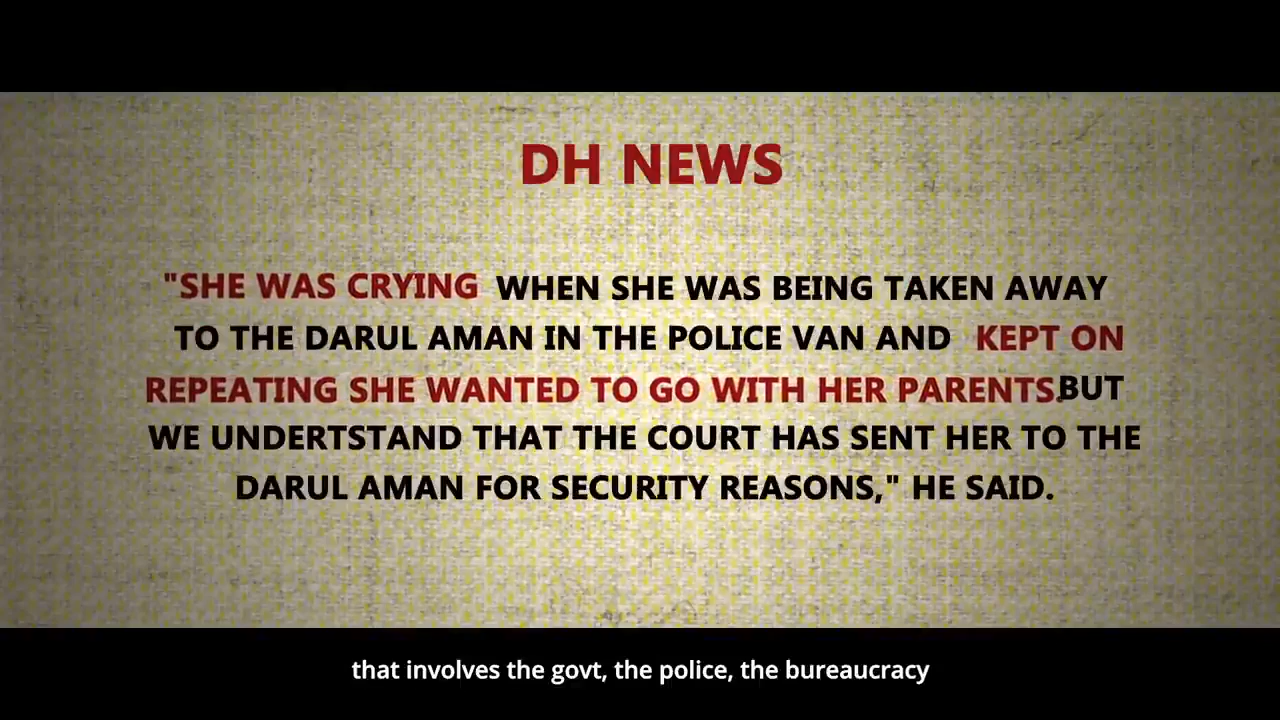 DH NEWS
"SHE WAS CRYING WHEN SHE WAS BEING TAKEN AWAY
TO THE DARUL AMAN IN THE POLICE VAN AND KEPT ON
REPEATING SHE WANTED TO GO WITH HER PARENTS.BUT
WE UNDERTSTAND THAT THE COURT HAS SENT HER TO THE
DARUL AMAN FOR SECURITY REASONS," HE SAID.
that involves the govt, the police, the bureaucracy